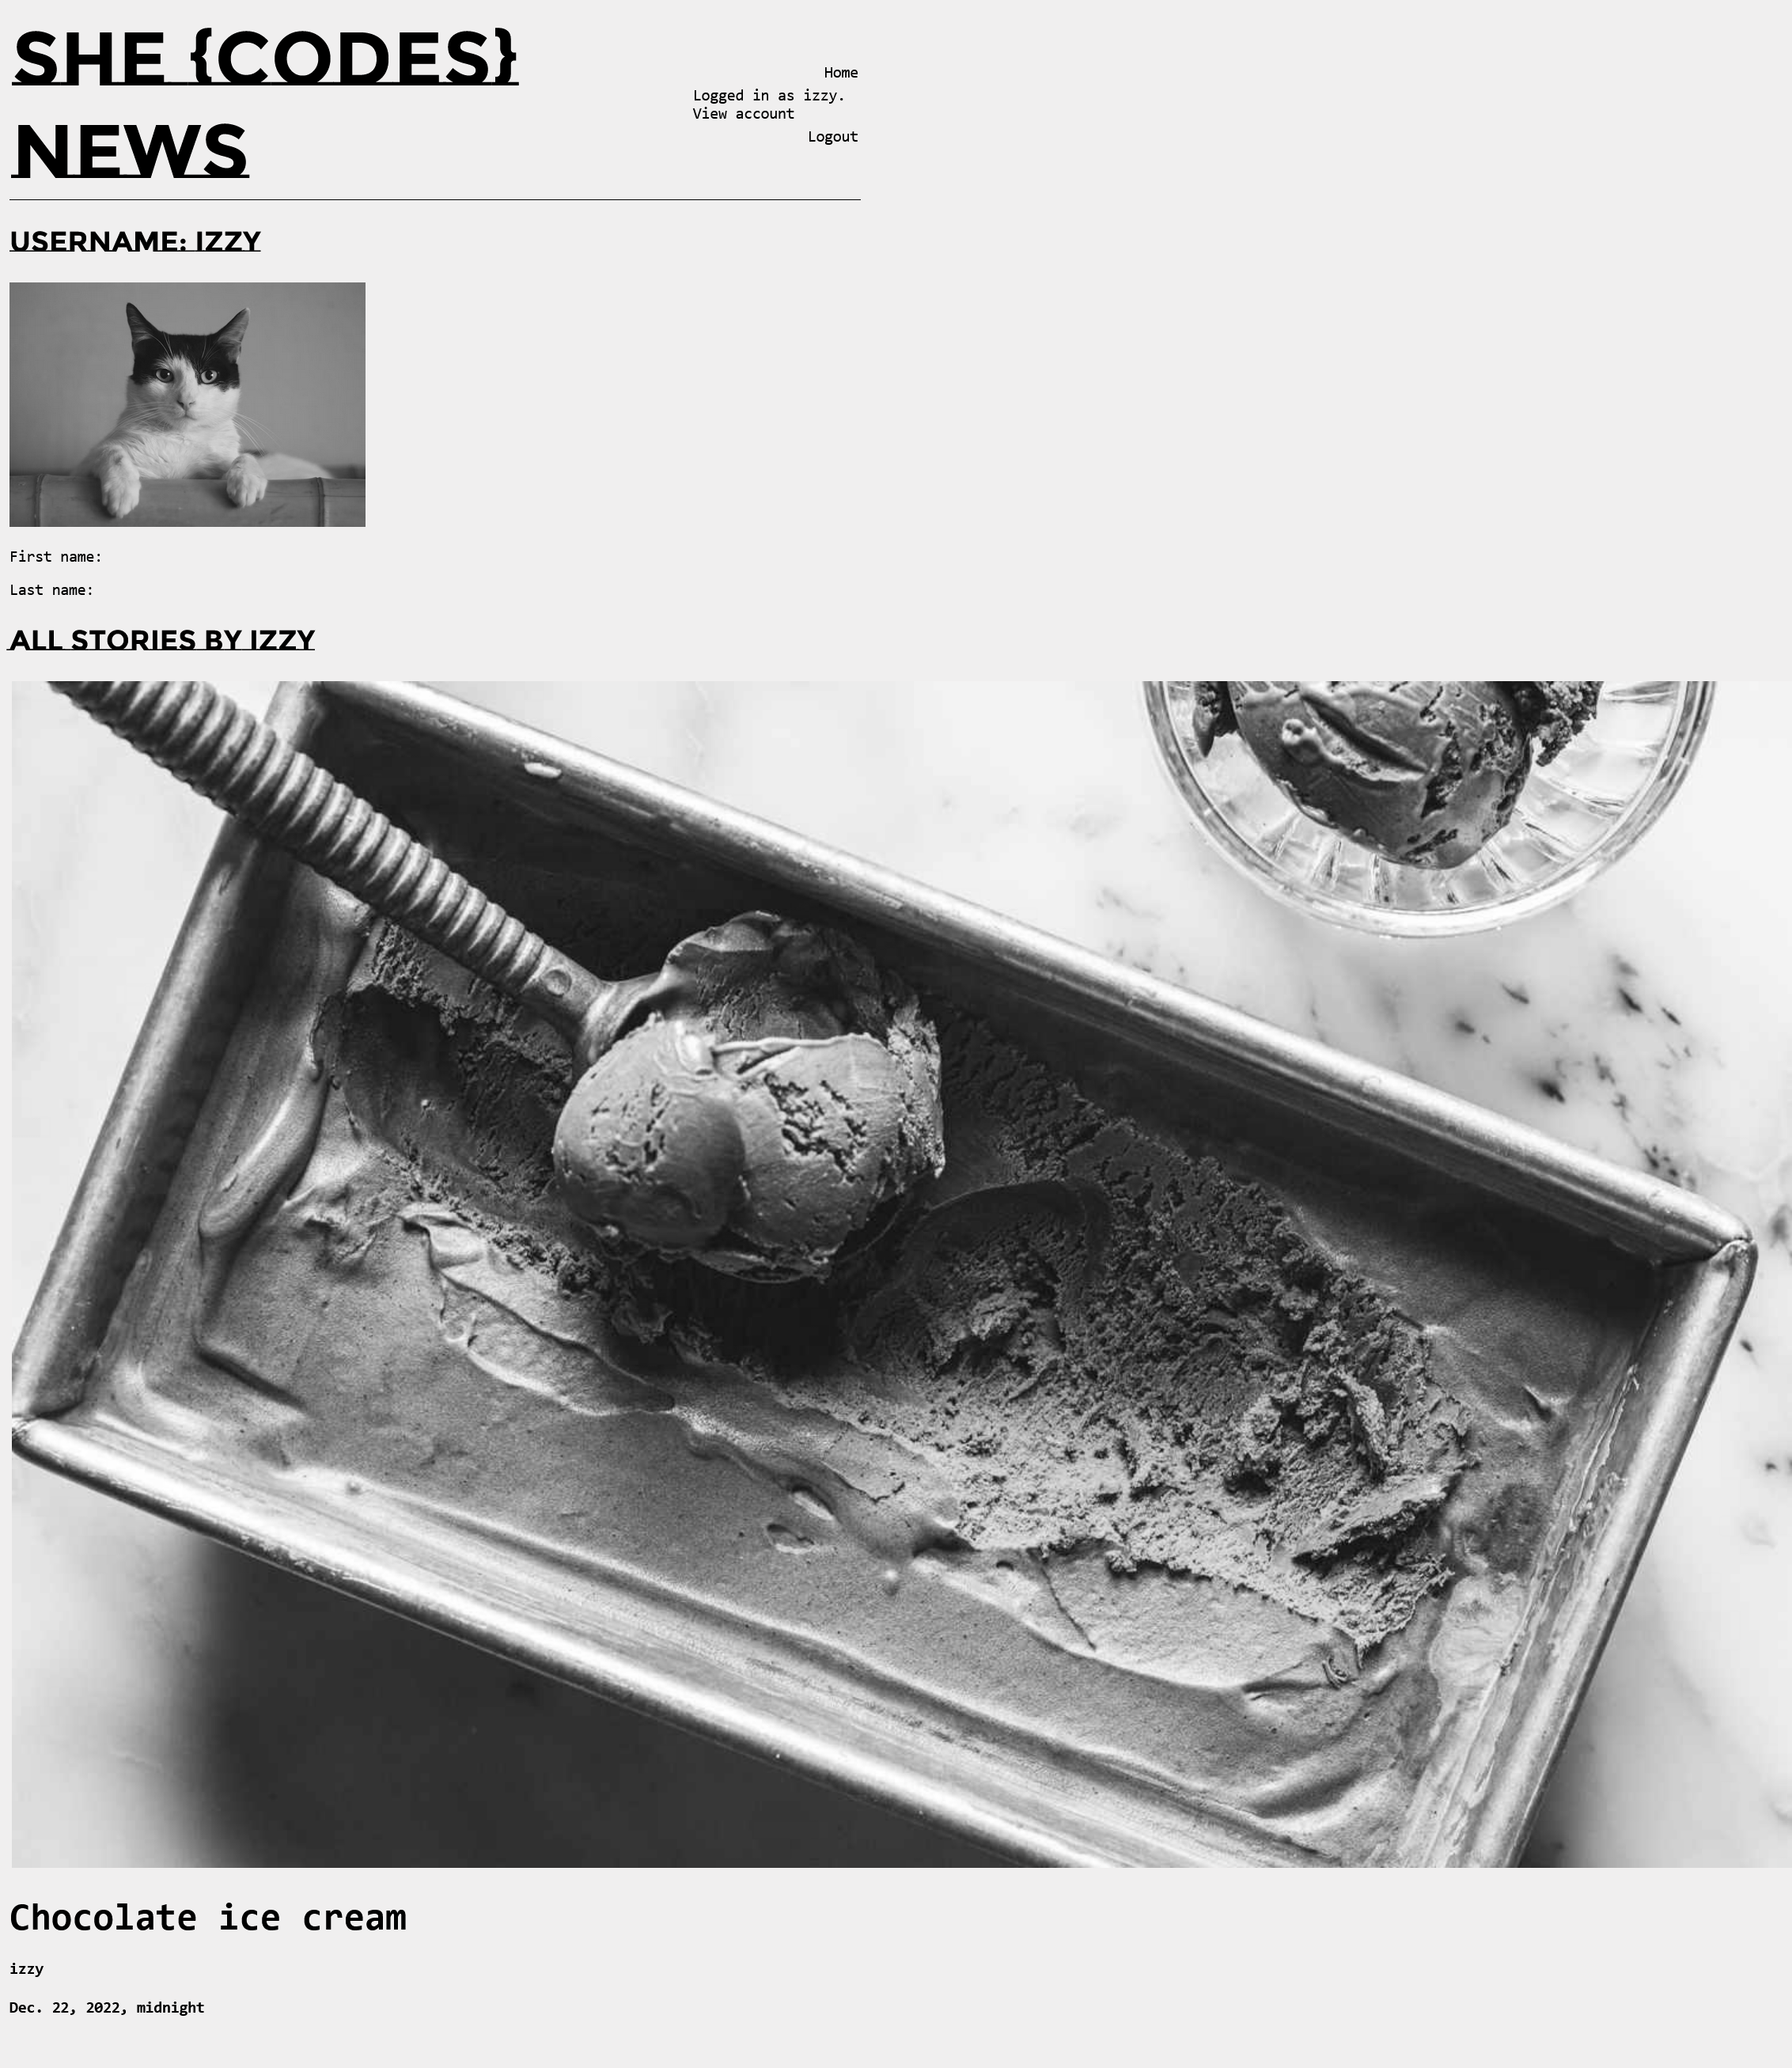 SHE {CODES}
NEWS
Home
Logged in as izzy.
View account
Logout
USERNAME: IZZY
First name:
Last name:
ALL STORIES BY IZZY
Chocolate ice cream
izzy
Dec. 22, 2022, midnight